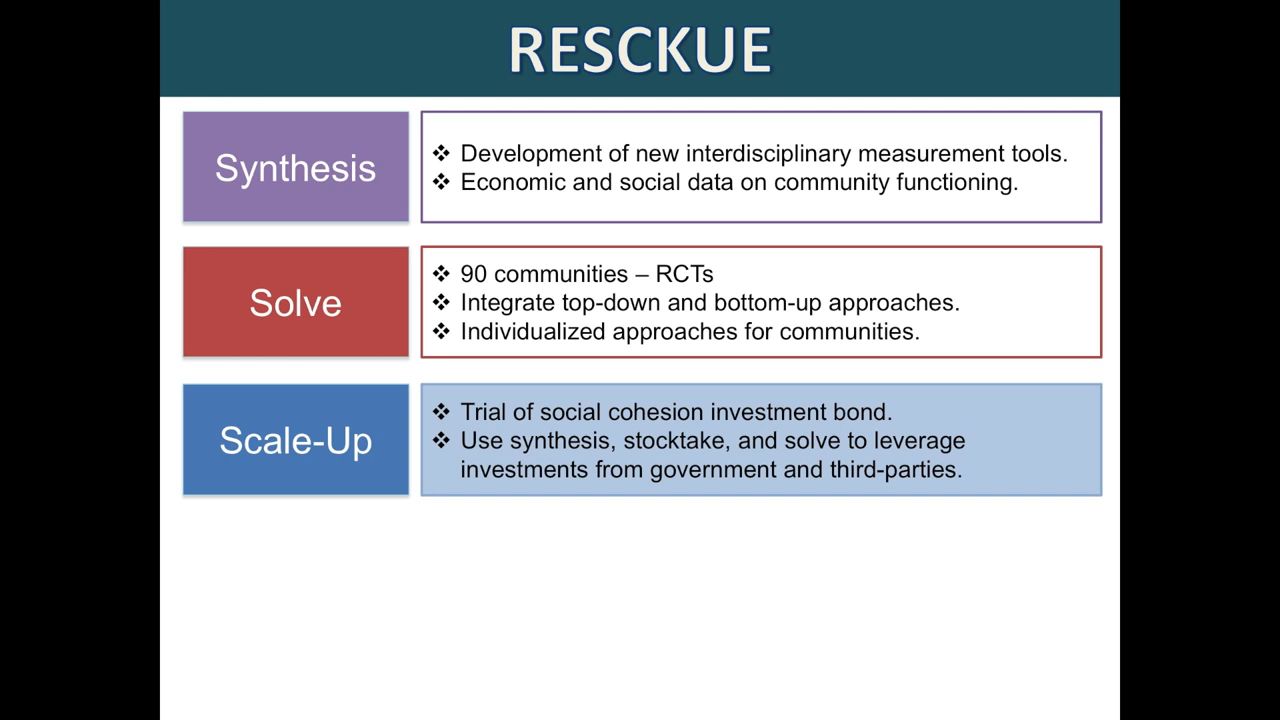 RESCKUE
Synthesis
❖ Development of new interdisciplinary measurement tools.
❖ Economic and social data on community functioning.
Solve
❖ 90 communities – RCTs
❖ Integrate top-down and bottom-up approaches.
❖ Individualized approaches for communities.
Scale-Up
❖ Trial of social cohesion investment bond.
❖ Use synthesis, stocktake, and solve to leverage
investments from government and third-parties.